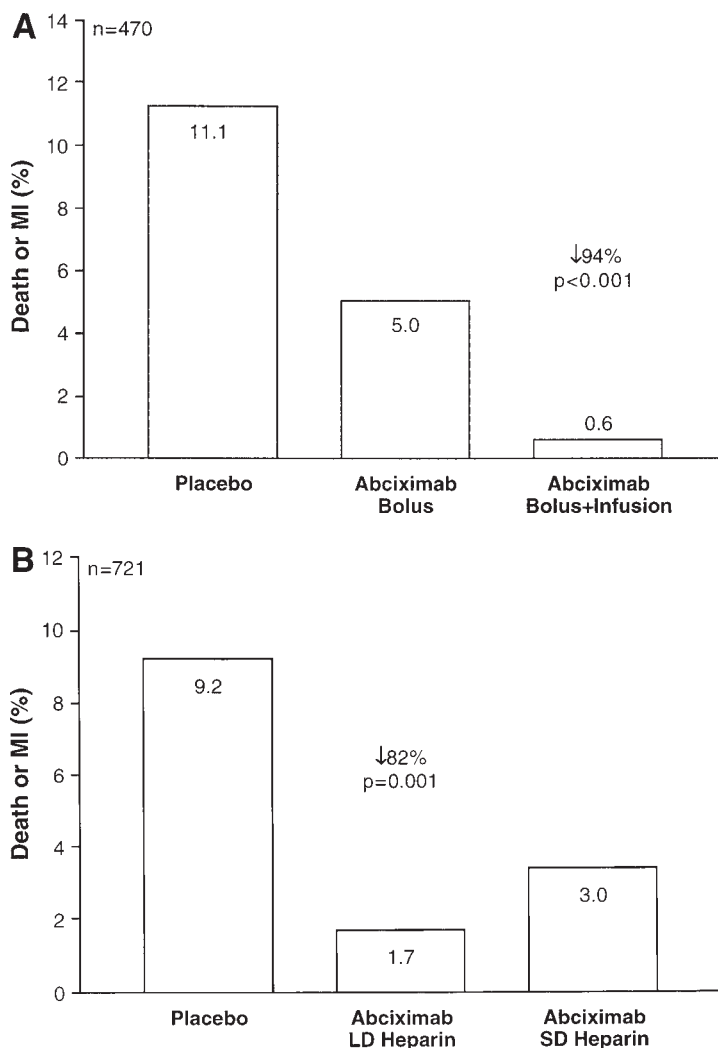 A
n=470
Death or MI (%)
14
12
10
8
6
4
2
0
11.1
5.0
0.6
↓94%
p<0.001
Placebo
Abciximab
Bolus
Abciximab
Bolus+Infusion
B
n=721
Death or MI (%)
12
10
8
6
4
2
0
9.2
1.7
3.0
↓82%
p=0.001
Placebo
Abciximab
LD Heparin
Abciximab
SD Heparin